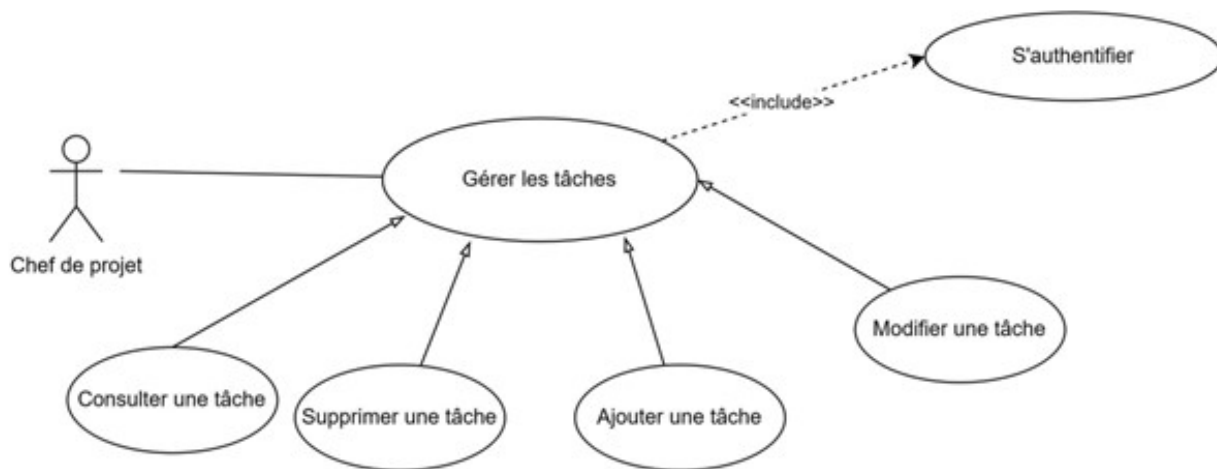 S'authentifier
<<include>>
Gérer les tâches
Chef de projet
Modifier une tâche
Consulter une tâche
Supprimer une tâche
Ajouter une tâche